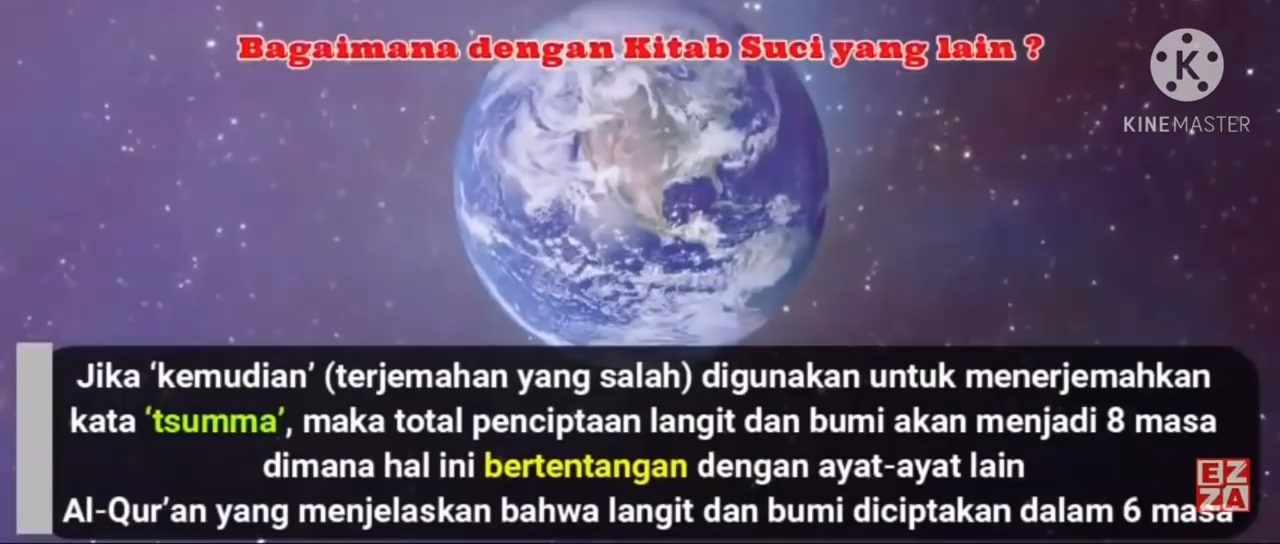 Bagaimana dengan Kitab Suci yang lain ?
K
KINEMASTER
Jika ‘kemudian’ (terjemahan yang salah) digunakan untuk menerjemahkan
kata ‘tsumma’, maka total penciptaan langit dan bumi akan menjadi 8 masa
dimana hal ini bertentangan dengan ayat-ayat lain
Al-Qur’an yang menjelaskan bahwa langit dan bumi diciptakan dalam 6 masa
EZ
ZA